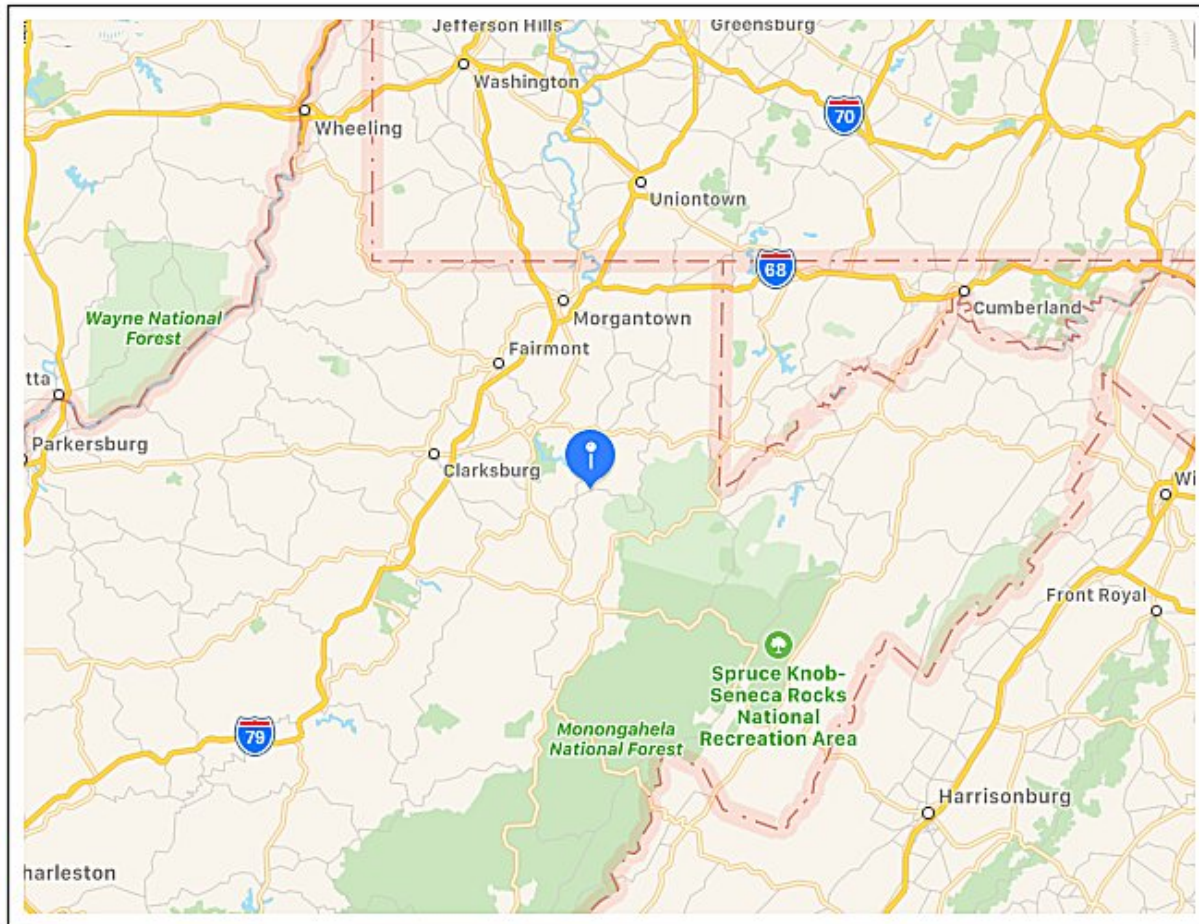 Jefferson Hills
Greensburg
Washington
70
Wheeling
Uniontown
68
Cumberland
Wayne National
Forest
Morgantown
Fairmont
tta
Parkersburg
Clarksburg
Wi
Front Royal
Spruce Knob-
Seneca Rocks
National
Recreation Area
Monongahela
National Forest
79
Harrisonburg
harleston